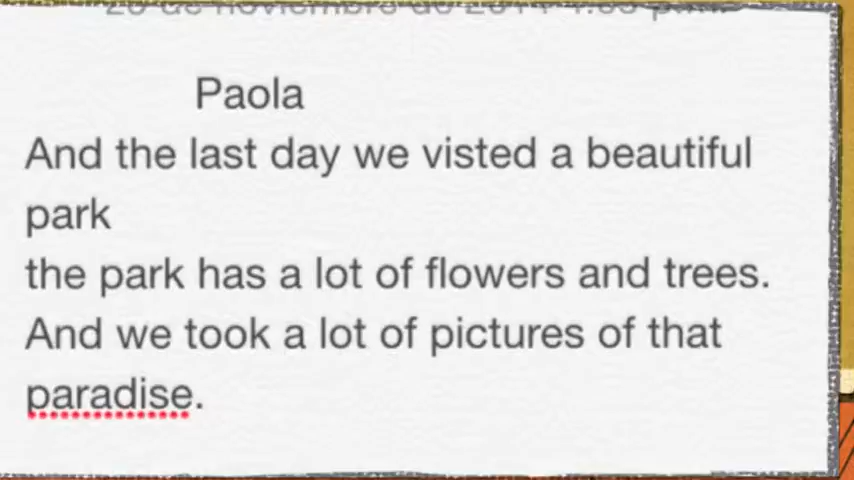 Paola
And the last day we visted a beautiful
park
the park has a lot of flowers and trees.
And we took a lot of pictures of that
paradise.